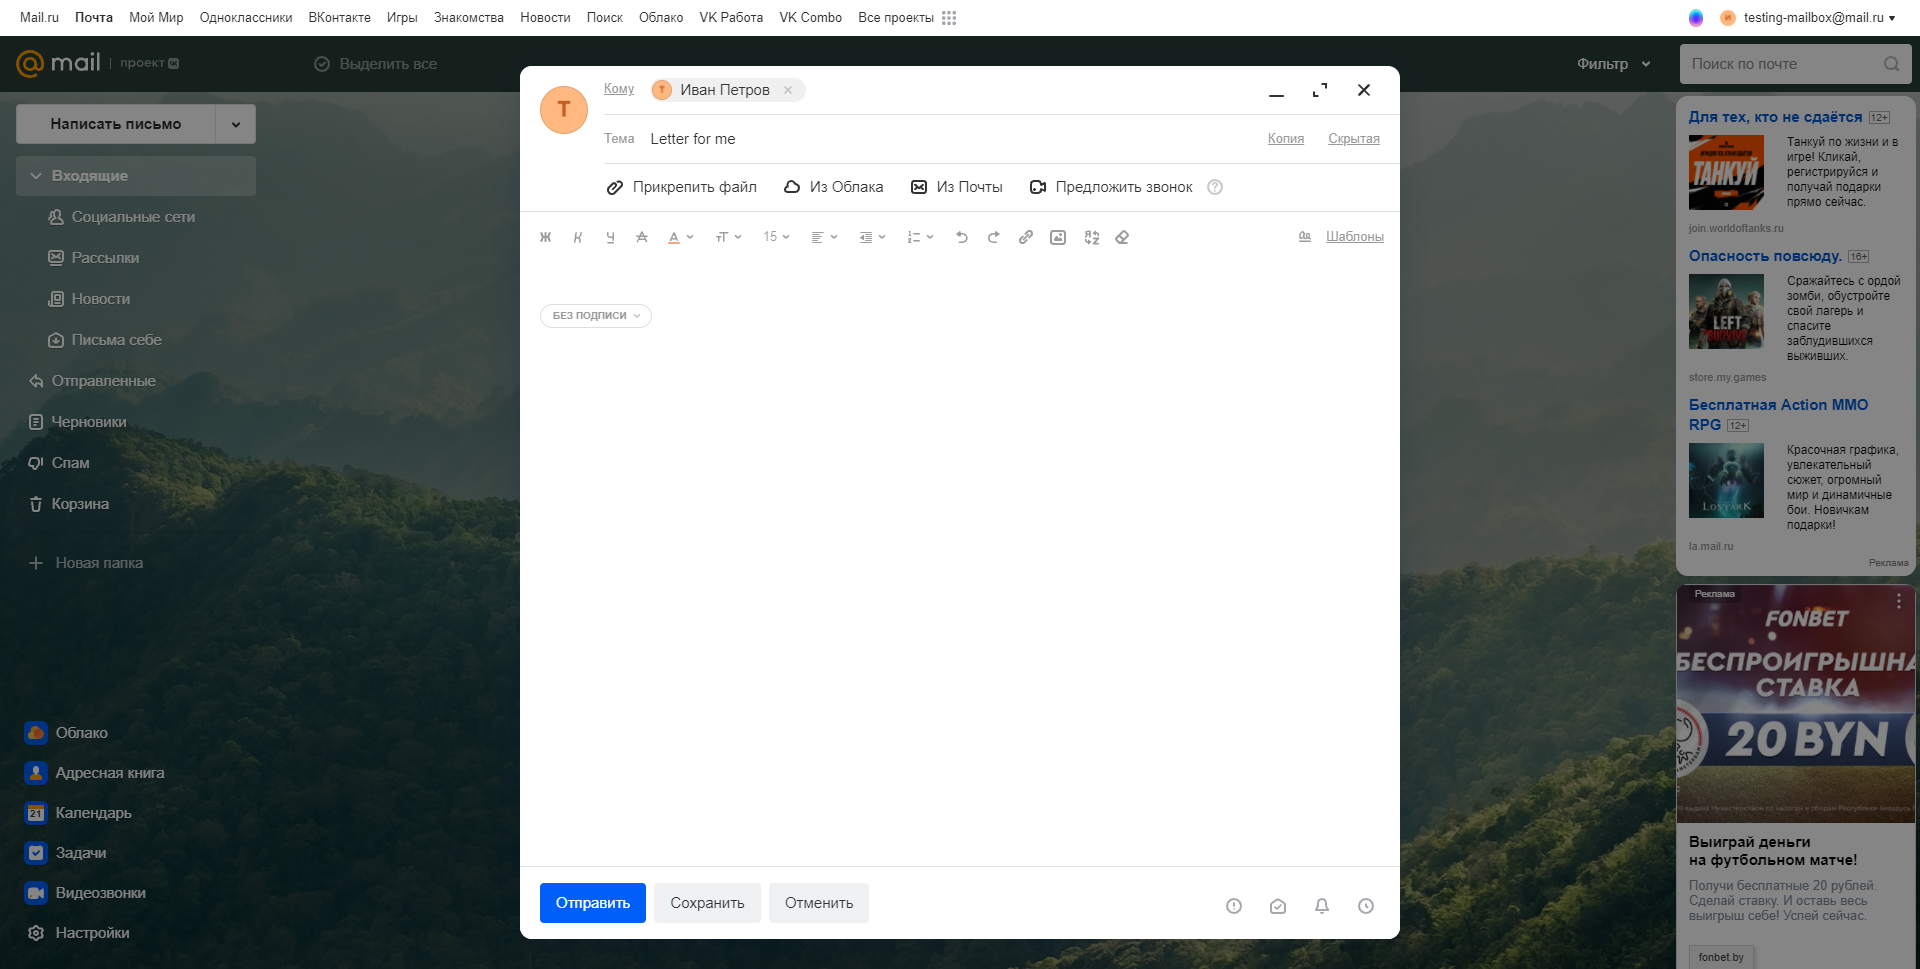 Mail.ru Почта Мой Мир Одноклассники ВКонтакте Игры Знакомства Новости Поиск Облако VK Работа VK Combo Все проекты
testing-mailbox@mail.ru
mail проект
Выделить все
Фильтр
Поиск по почте
Написать письмо
Входящие
Социальные сети
Рассылки
Новости
Письма себе
Отправленные
Черновики
Спам
Корзина
Новая папка
Облако
Адресная книга
21 Календарь
Задачи
Видеозвонки
Настройки
Т
Кому Т Иван Петров
Тема Letter for me
Копия Скрытая
Прикрепить файл Из Облака Из Почты Предложить звонок ?
Ж К Ч А А тТ 15
Шаблоны
БЕЗ ПОДПИСИ
Отправить Сохранить Отменить
Для тех, кто не сдаётся 12+
ТАНКУЙ
Танкуй по жизни и в
игре! Кликай,
регистрируйся и
получай подарки
прямо сейчас.
join.worldoftanks.ru
Опасность повсюду. 16+
LEFT
SURVIVE
Сражайтесь с ордой
зомби, обустройте
свой лагерь и
спасите
заблудившихся
выживших.
store.my.games
Бесплатная Action MMO
RPG 12+
LOSTARK
Красочная графика,
увлекательный
сюжет, огромный
мир и динамичные
бои. Новичкам
подарки!
la.mail.ru
Реклама
Реклама
FONBET
БЕСПРОИГРЫШНА
СТАВКА
20 BYN
Выиграй деньги
на футбольном матче!
Получи бесплатные 20 рублей.
Сделай ставку. И оставь весь
выигрыш себе! Успей сейчас.
fonbet.by